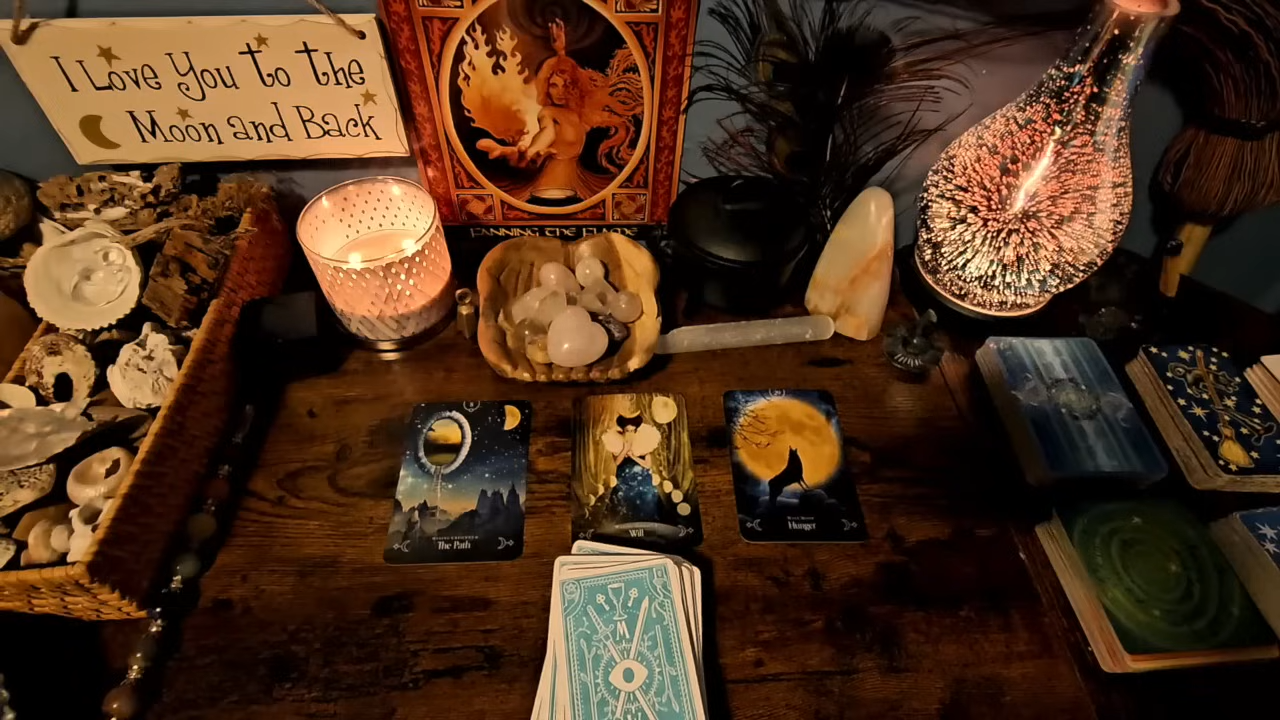 I Love You to the
Moon and Back
FANNING THE FLAME
The Path
Will
Hunger
M